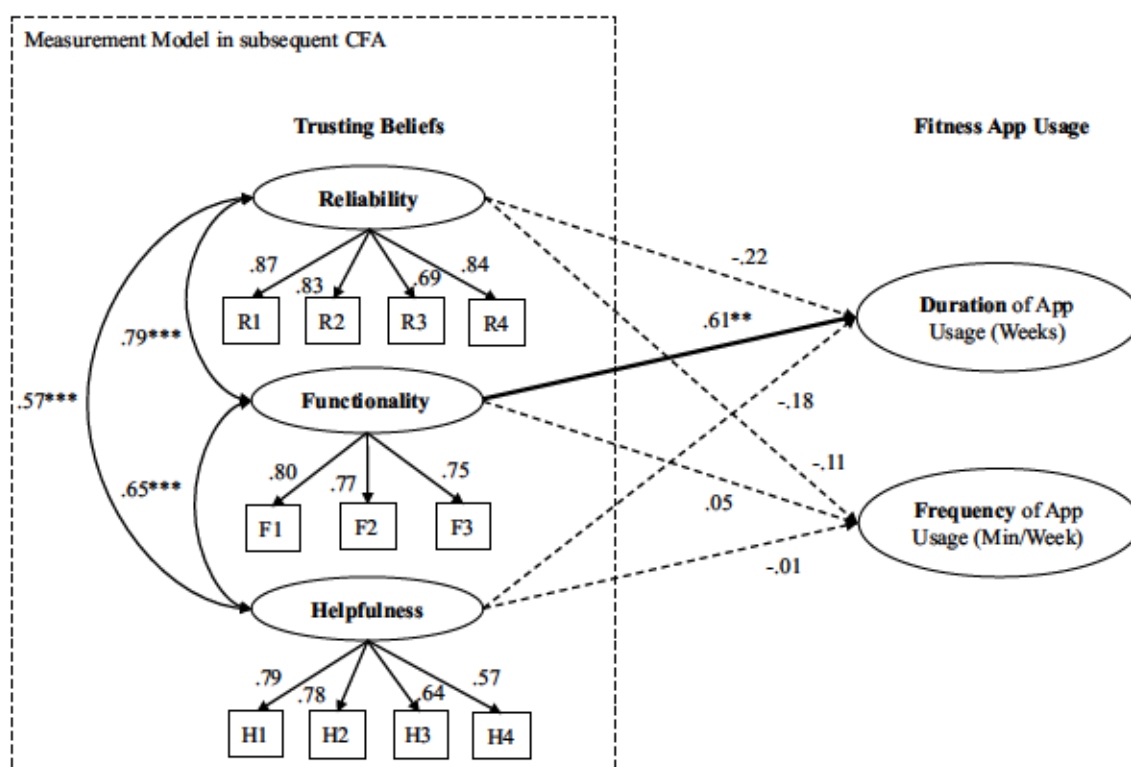 Measurement Model in subsequent CFA
Trusting Beliefs
Fitness App Usage
Reliability
.87
.83
.69
.84
R1
R2
R3
R4
-.22
Duration of App
Usage (Weeks)
.79***
.61**
.57***
Functionality
-.18
.80
.77
.75
-.11
.65***
.05
F1
F2
F3
Frequency of App
Usage (Min/Week)
-.01
Helpfulness
.79
.78
.64
.57
H1
H2
H3
H4